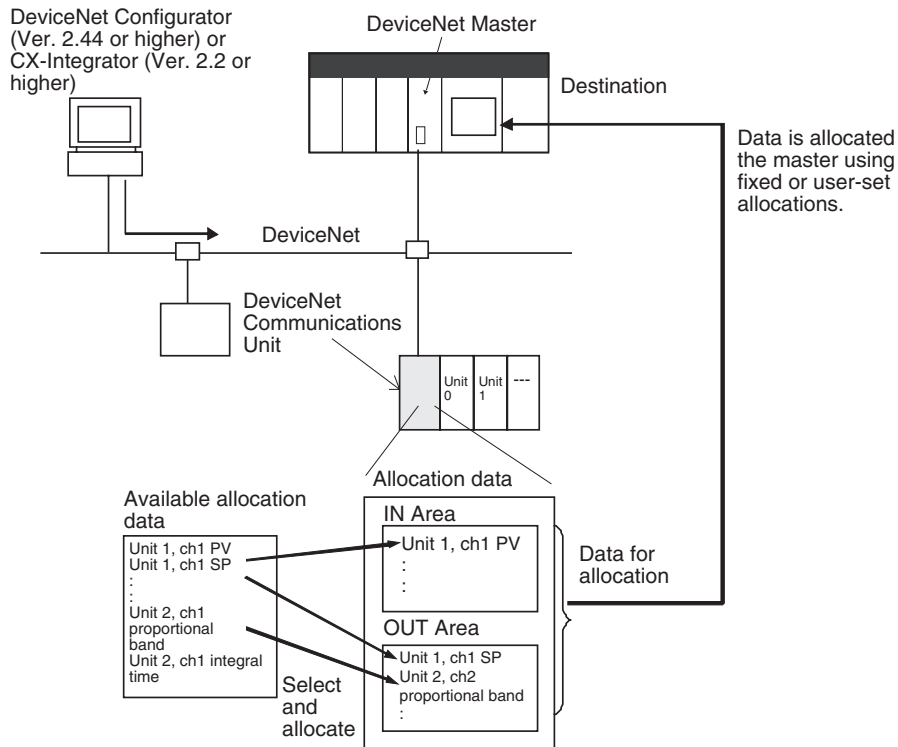 DeviceNet Configurator
(Ver. 2.44 or higher) or
CX-Integrator (Ver. 2.2 or
higher)
DeviceNet Master
Destination
Data is allocated
the master using
fixed or user-set
allocations.
DeviceNet
DeviceNet
Communications
Unit
Unit
0
Unit
1
---
Allocation data
Available allocation
data
Unit 1, ch1 PV
Unit 1, ch1 SP
:
:
Unit 2, ch1
proportional
band
Unit 2, ch1 integral
time
Select
and
allocate
IN Area
Unit 1, ch1 PV
:
:
OUT Area
Unit 1, ch1 SP
Unit 2, ch2
proportional band
:
Data for
allocation